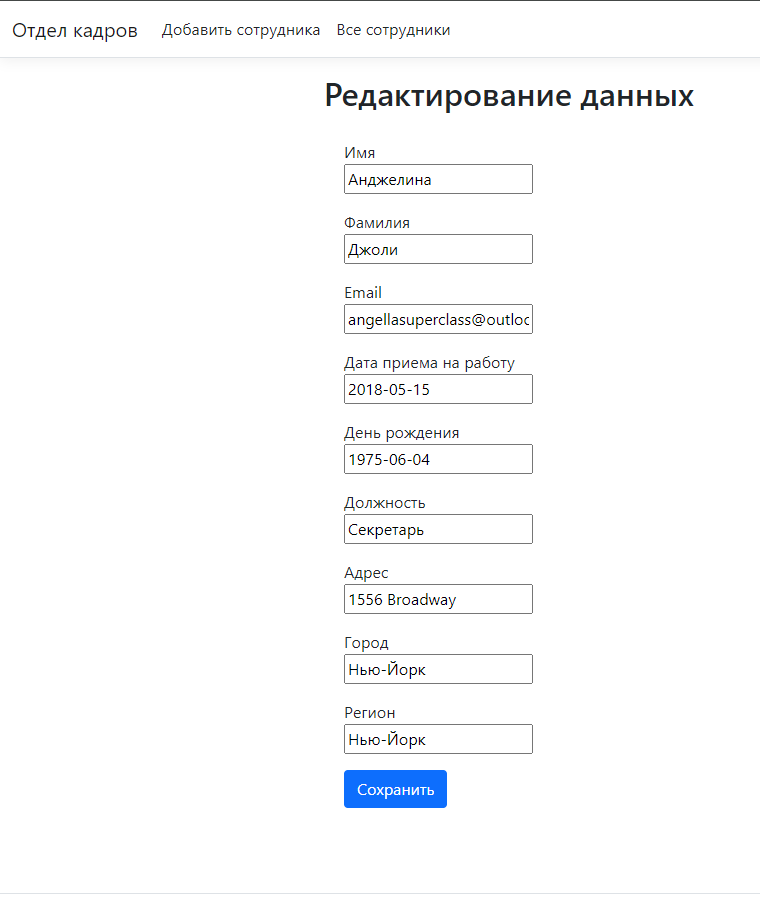 Отдел кадров Добавить сотрудника Все сотрудники
Редактирование данных
Имя
Анджелина
Фамилия
Джоли
Email
angellasuperclass@outloo
Дата приема на работу
2018-05-15
День рождения
1975-06-04
Должность
Секретарь
Адрес
1556 Broadway
Город
Нью-Йорк
Регион
Нью-Йорк
Сохранить